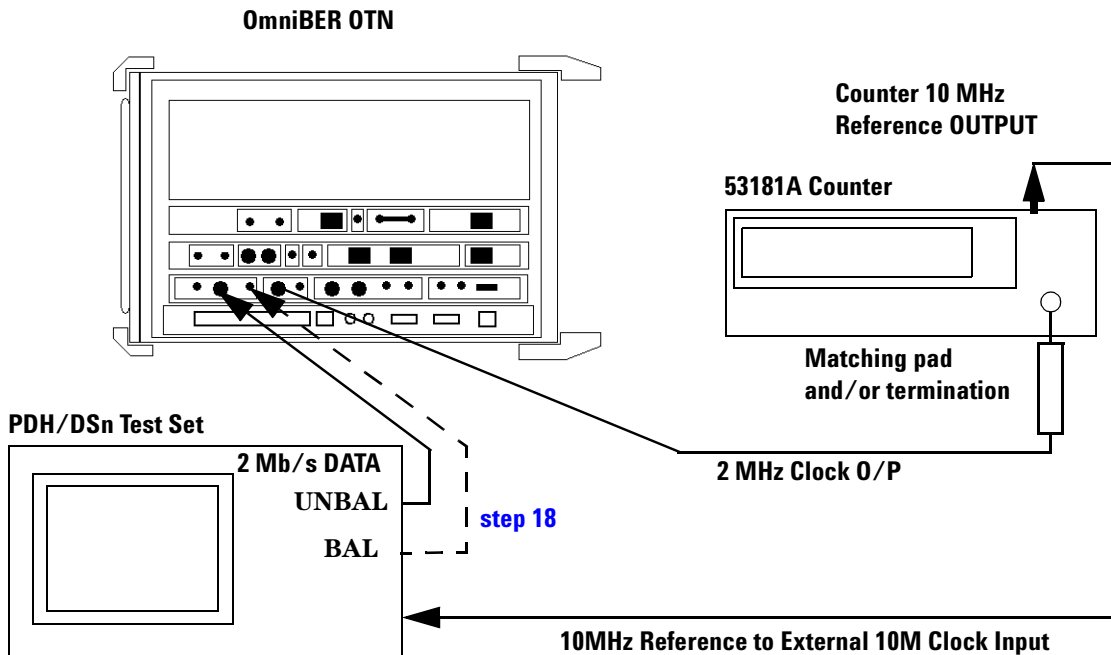 OmniBER OTN
Counter 10 MHz
Reference OUTPUT
53181A Counter
Matching pad
and/or termination
PDH/DSn Test Set
2 Mb/s DATA
UNBAL
BAL
step 18
2 MHz Clock O/P
10MHz Reference to External 10M Clock Input